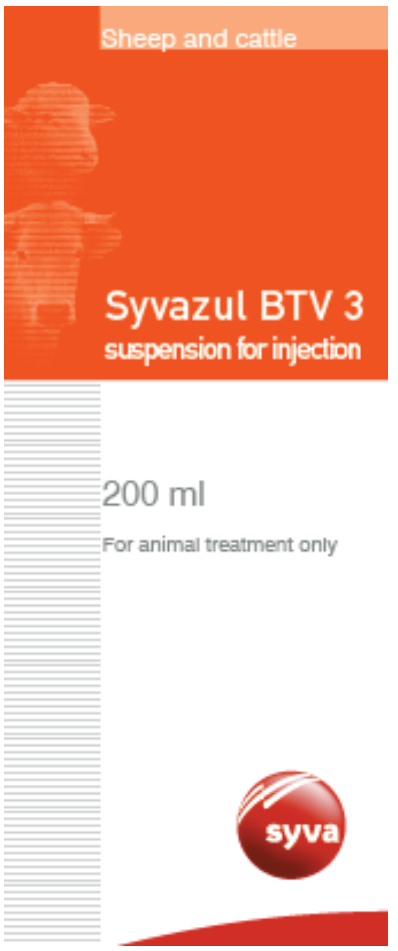 Sheep and cattle
Syvazul BTV 3
suspension for injection
200 ml
For animal treatment only
syva